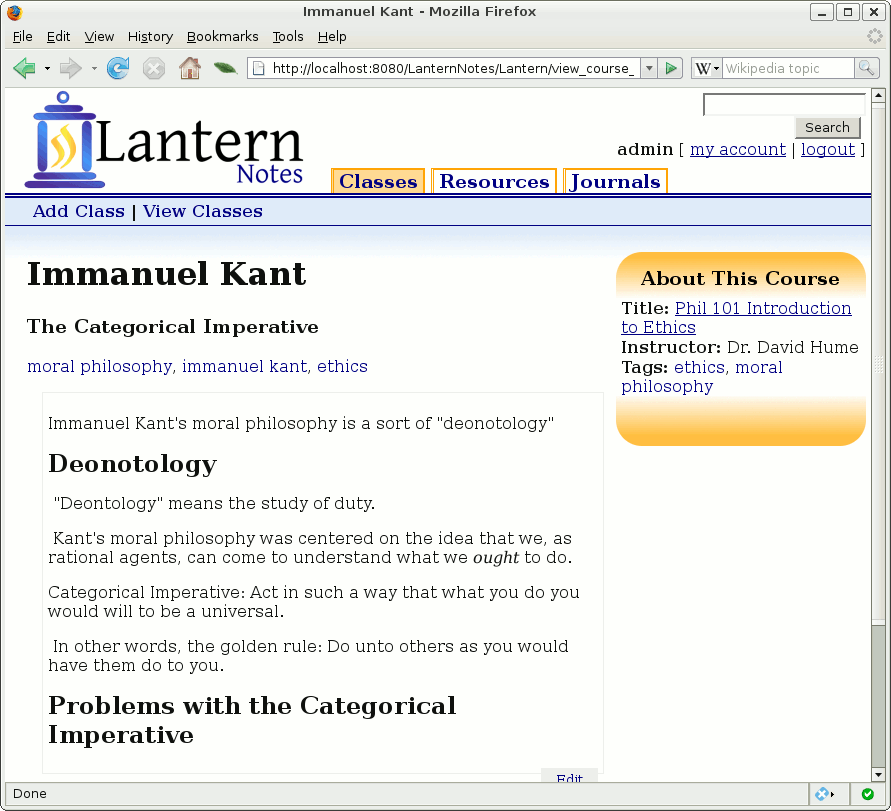 Immanuel Kant - Mozilla Firefox
File Edit View History Bookmarks Tools Help
http://localhost:8080/LanternNotes/Lantern/view_course_
W
Wikipedia topic
Lantern
Notes
Search
admin [ my account | logout ]
Classes Resources Journals
Add Class | View Classes
Immanuel Kant
The Categorical Imperative
moral philosophy, immanuel kant, ethics
Immanuel Kant's moral philosophy is a sort of "deonotology"
Deonotology
"Deontology" means the study of duty.
Kant's moral philosophy was centered on the idea that we, as
rational agents, can come to understand what we ought to do.
Categorical Imperative: Act in such a way that what you do you
would will to be a universal.
In other words, the golden rule: Do unto others as you would
have them do to you.
Problems with the Categorical
Imperative
Edit
About This Course
Title: Phil 101 Introduction
to Ethics
Instructor: Dr. David Hume
Tags: ethics, moral
philosophy
Done